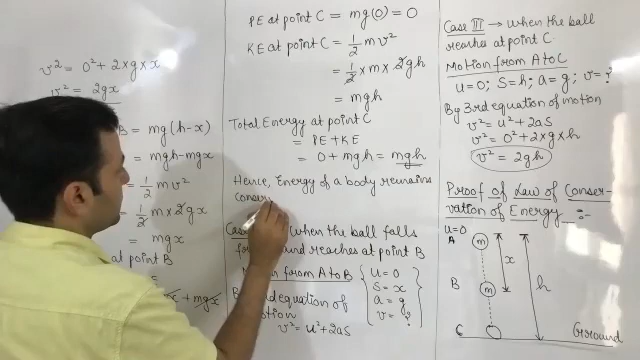 v² = 0² + 2 × g × x
v² = 2gx
B = mg(h-x)
= mgh - mgx
= 1/2 mv²
= 1/2 m × 2gx
= mgx
at point B
=
+ mgx
PE at point C = mg(0) = 0
KE at point C = 1/2 mv²
= 1/2 × m × 2gh
= mgh
Total Energy at point C
= PE + KE
= 0 + mgh = mgh
Hence, Energy of a body remains
conser
when the ball falls
reaches at point B
Motion from A to B
equation of
motion
v² = u² + 2as
u = 0
s = x
a = g
v = ?
Case III → When the ball
reaches at point C.
Motion from A to C
u = 0; S = h; a = g; v = ?
By 3rd equation of motion
v² = u² + 2as
v² = 0² + 2 × g × h
v² = 2gh
Proof of Law of Conser-
vation of Energy :-
u = 0
A m
x
h
B m
C
Ground